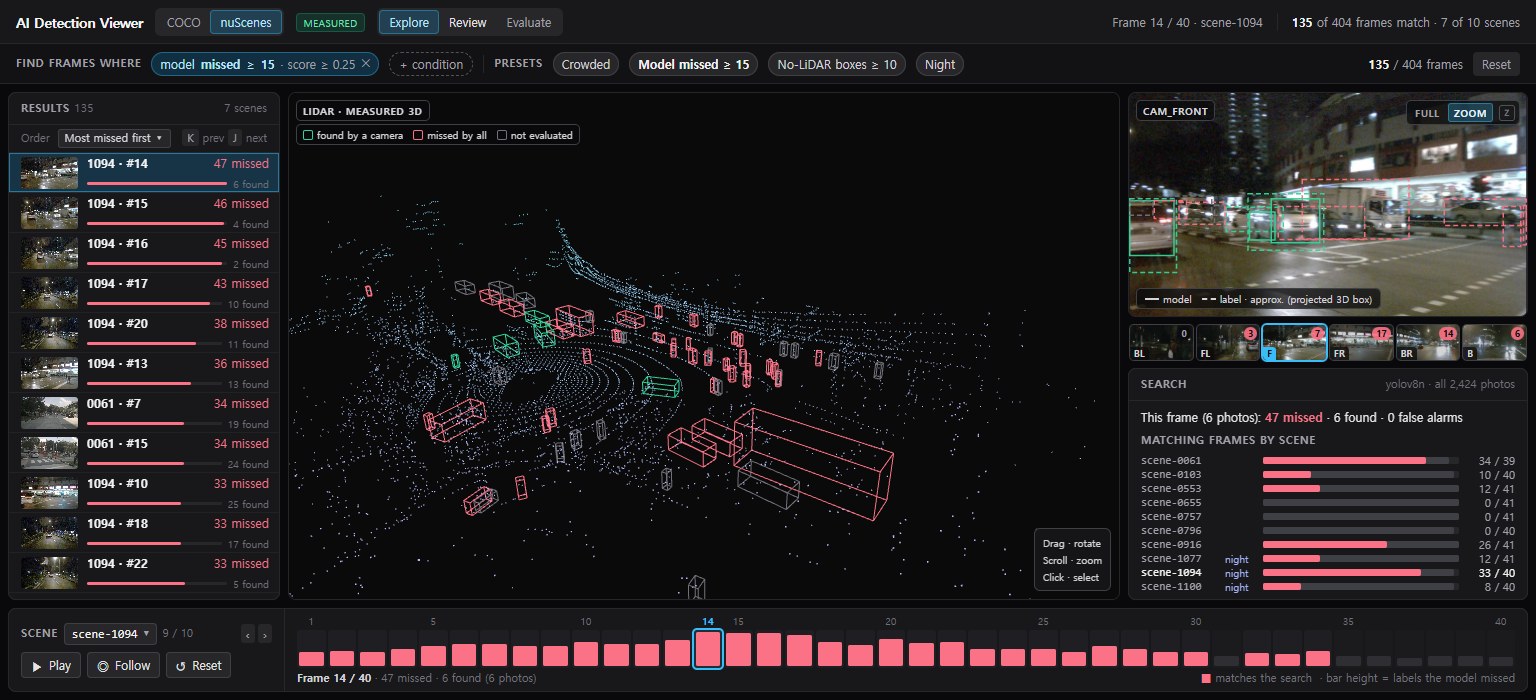 AI Detection Viewer COCO nuScenes MEASURED Explore Review Evaluate Frame 14 / 40 · scene-1094 135 of 404 frames match · 7 of 10 scenes
FIND FRAMES WHERE model missed ≥ 15 · score ≥ 0.25 × + condition PRESETS Crowded Model missed ≥ 15 No-LiDAR boxes ≥ 10 Night 135 / 404 frames Reset
RESULTS 135 7 scenes
Order Most missed first ▾ K prev J next
1094 · #14 47 missed
6 found
1094 · #15 46 missed
4 found
1094 · #16 45 missed
2 found
1094 · #17 43 missed
10 found
1094 · #20 38 missed
11 found
1094 · #13 36 missed
13 found
0061 · #7 34 missed
19 found
0061 · #15 34 missed
24 found
1094 · #10 33 missed
25 found
1094 · #18 33 missed
17 found
1094 · #22 33 missed
5 found
LIDAR · MEASURED 3D
found by a camera missed by all not evaluated
Drag · rotate
Scroll · zoom
Click · select
CAM_FRONT FULL ZOOM Z
model label · approx. (projected 3D box)
0 3 7 17 14 6
BL FL F FR BR B
SEARCH yolov8n · all 2,424 photos
This frame (6 photos): 47 missed · 6 found · 0 false alarms
MATCHING FRAMES BY SCENE
scene-0061 34 / 39
scene-0103 10 / 40
scene-0553 12 / 41
scene-0655 0 / 41
scene-0757 0 / 41
scene-0796 0 / 40
scene-0916 26 / 41
scene-1077 night 12 / 41
scene-1094 night 33 / 40
scene-1100 night 8 / 40
SCENE scene-1094 ▾ 9 / 10 ‹ ›
▶ Play ◎ Follow ↺ Reset
1 5 10 14 15 20 25 30 35 40
Frame 14 / 40 · 47 missed · 6 found (6 photos) matches the search · bar height = labels the model missed